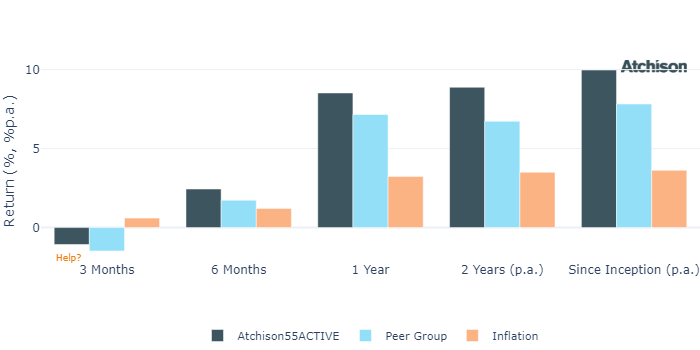 Atchison
10
5
0
Return (%, %p.a.)
Help?
3 Months
6 Months
1 Year
2 Years (p.a.)
Since Inception (p.a.)
Atchison55ACTIVE
Peer Group
Inflation